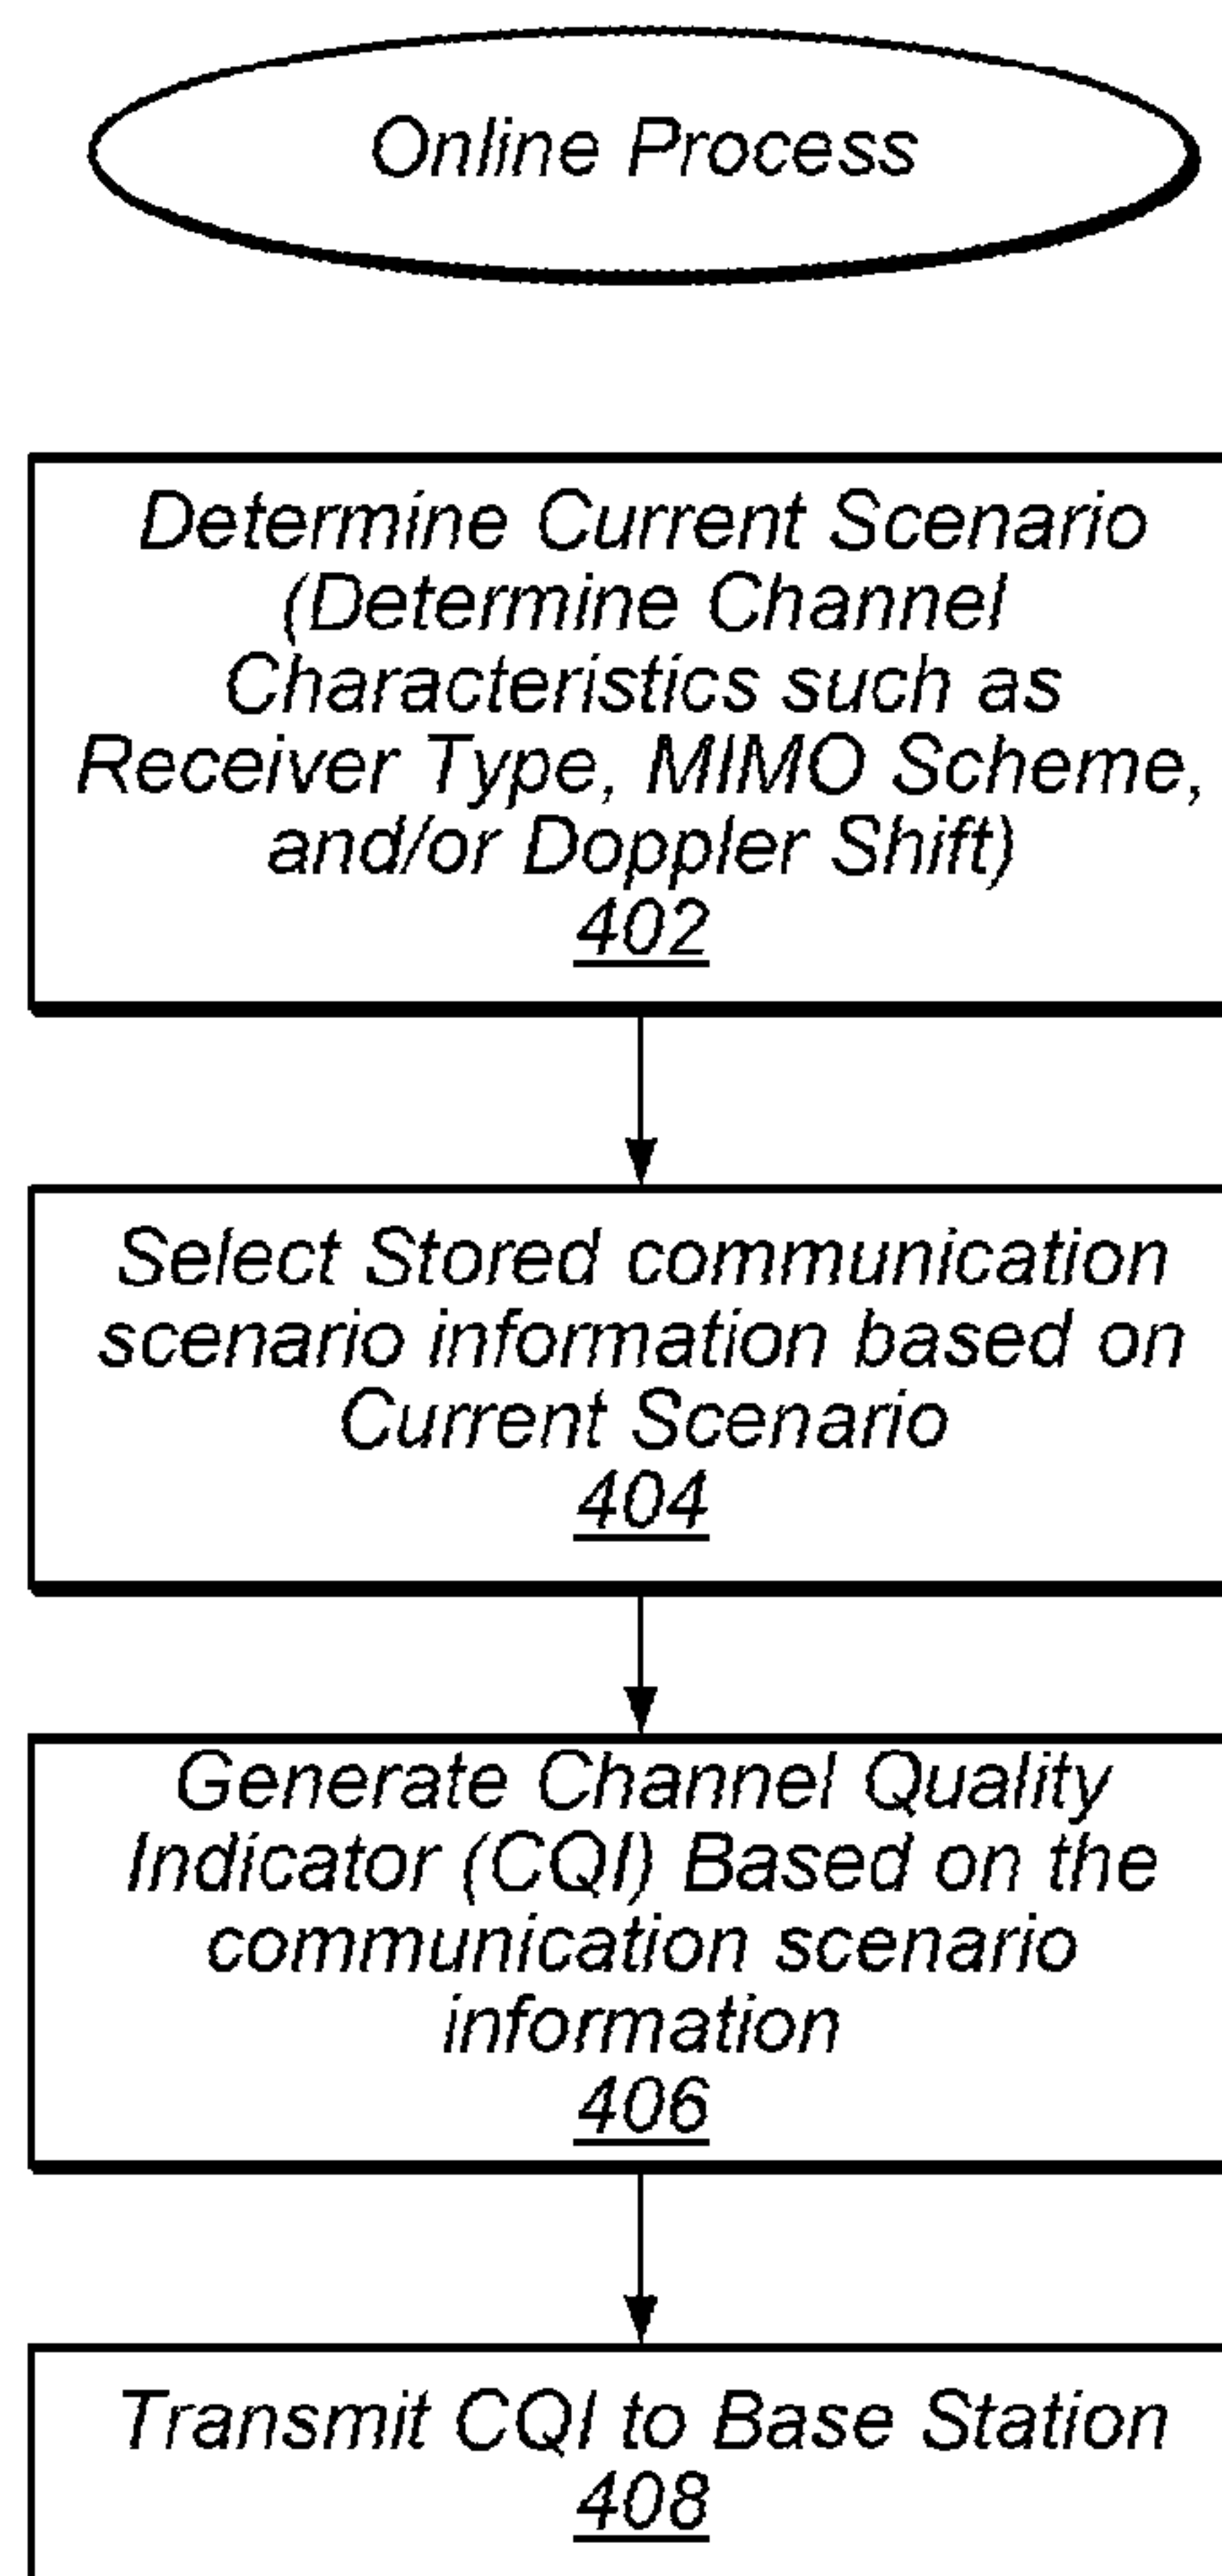 Online Process
Determine Current Scenario
(Determine Channel
Characteristics such as
Receiver Type, MIMO Scheme,
and/or Doppler Shift)
402
Select Stored communication
scenario information based on
Current Scenario
404
Generate Channel Quality
Indicator (CQI) Based on the
communication scenario
information
406
Transmit CQI to Base Station
408